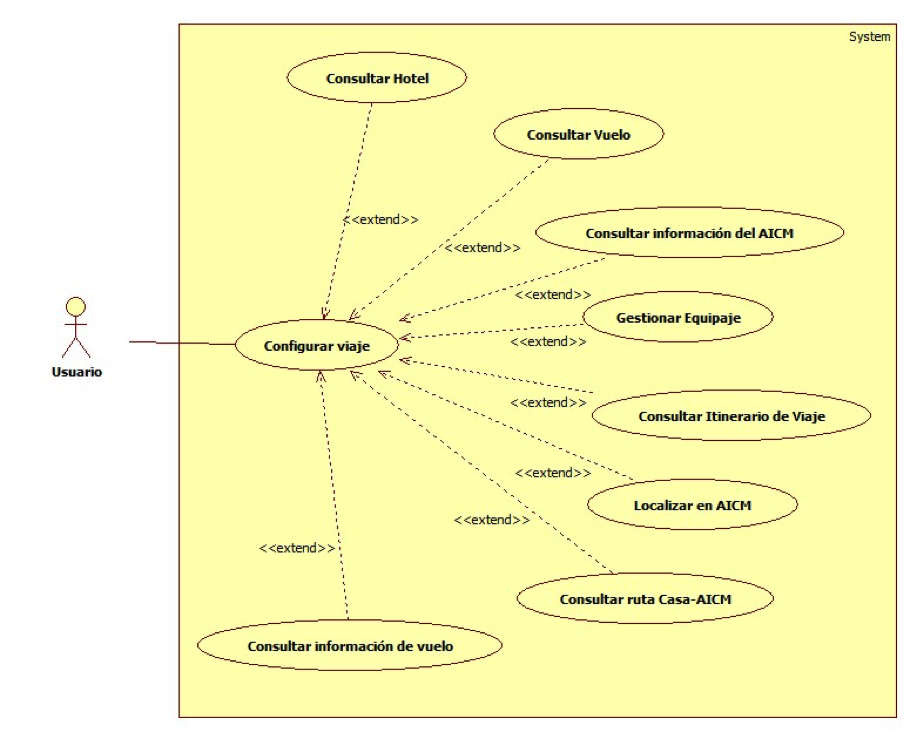 System
Consultar Hotel
Consultar Vuelo
<<extend>>
Consultar información del AICM
<<extend>>
<<extend>>
Gestionar Equipaje
<<extend>>
Configurar viaje
Usuario
<<extend>>
Consultar Itinerario de Viaje
<<extend>>
Localizar en AICM
<<extend>>
<<extend>>
Consultar ruta Casa-AICM
Consultar información de vuelo